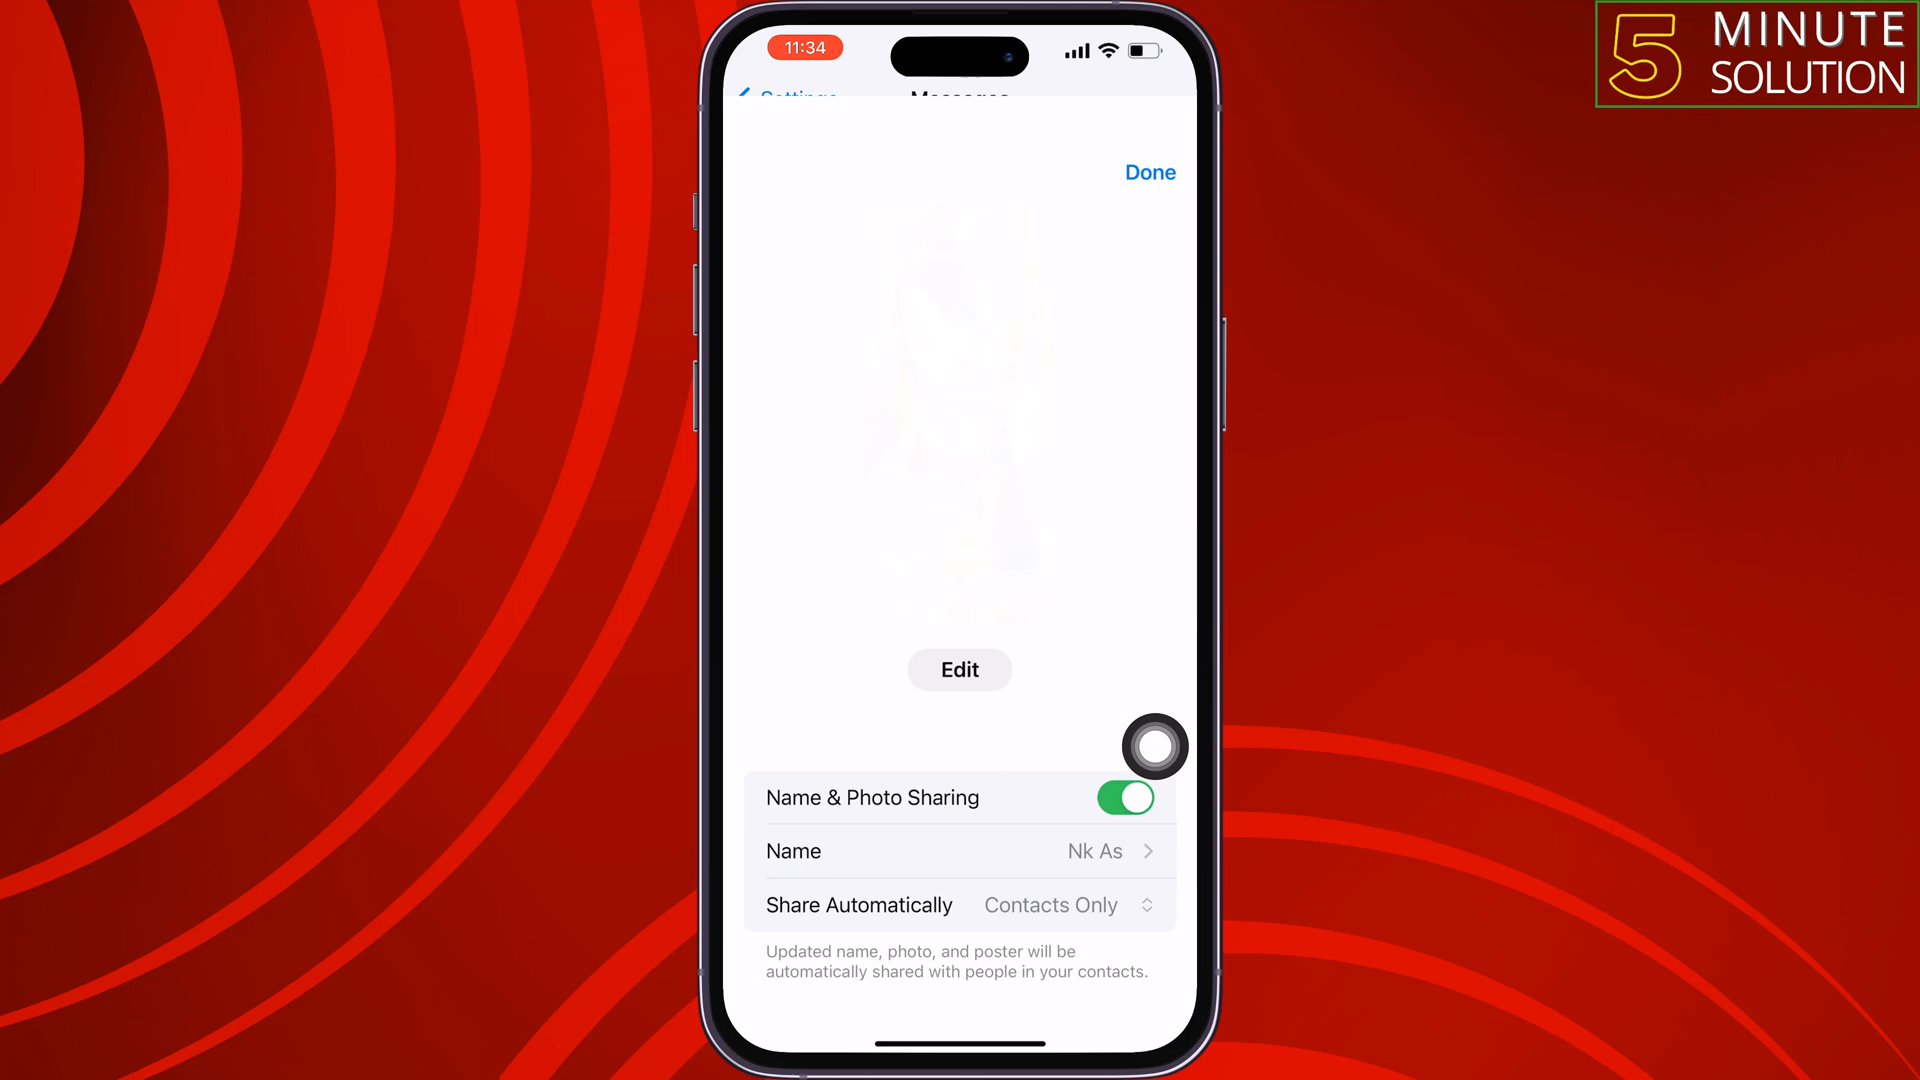 5 MINUTE
SOLUTION
11:34
Settings
Messages
Done
Edit
Name & Photo Sharing
Name Nk As
Share Automatically Contacts Only
Updated name, photo, and poster will be
automatically shared with people in your contacts.